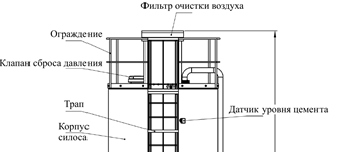 Фильтр очистки воздуха
Ограждение
Клапан сброса давления
Трап
Датчик уровня цемента
Корпус
силоса